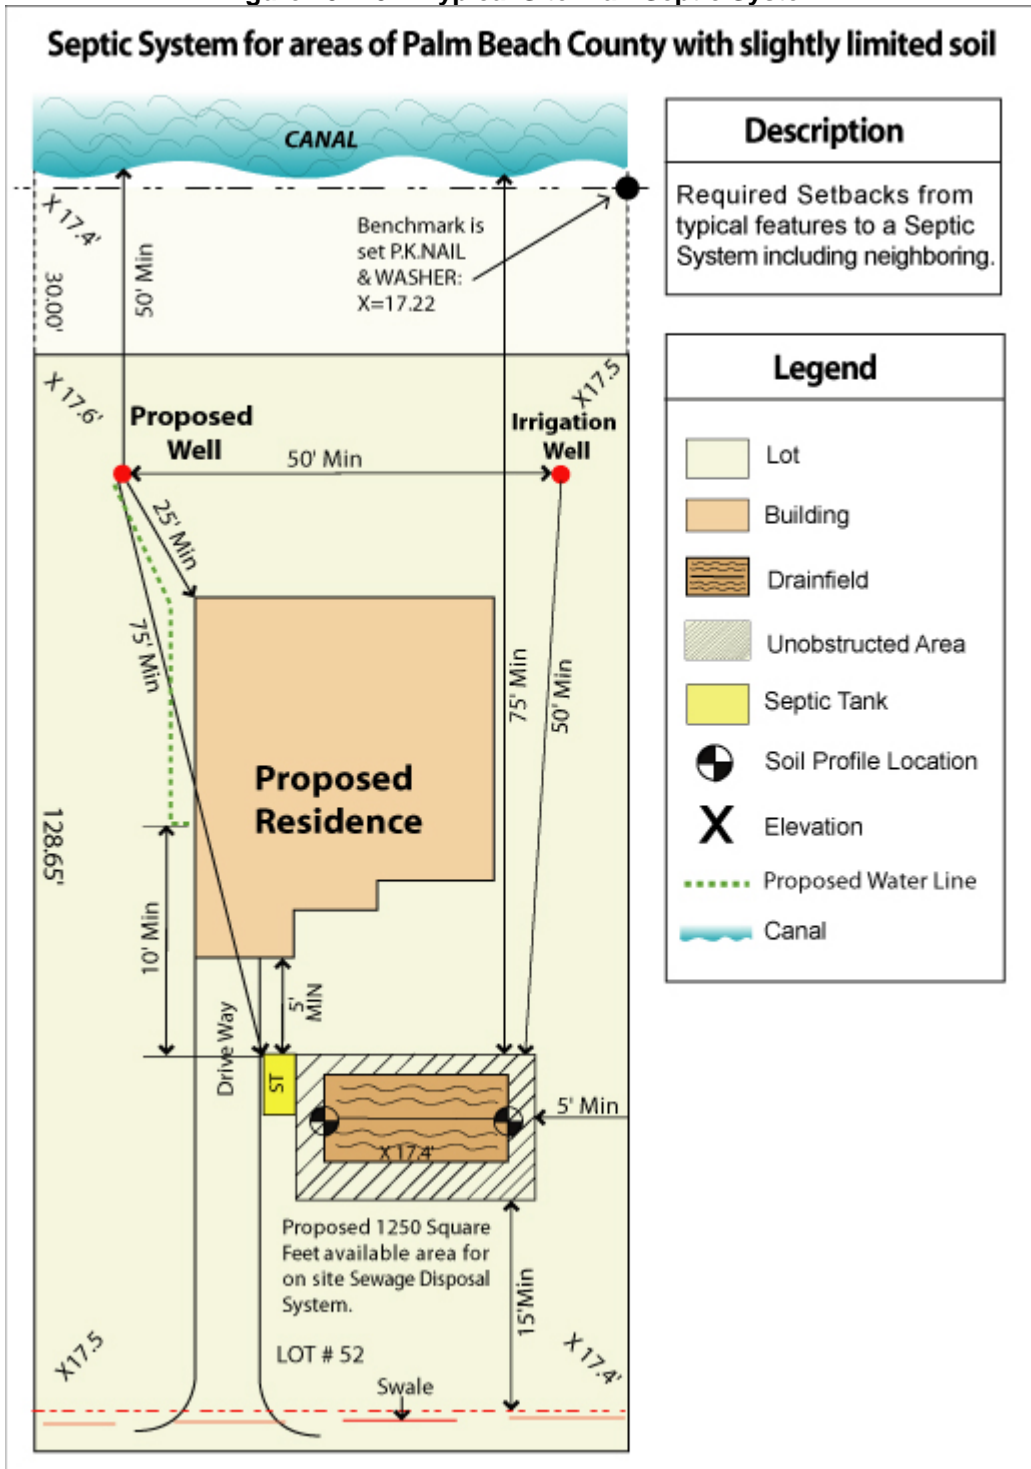 Septic System for areas of Palm Beach County with slightly limited soil
CANAL
X 17.4'
50' Min
30.00'
Benchmark is
set P.K.NAIL
& WASHER:
X=17.22
X 17.6'
X17.5
Proposed
Well
Irrigation
Well
50' Min
25' Min
75' Min
75' Min
50' Min
Proposed
Residence
128.65'
10' Min
5'
MIN
Drive Way
ST
5' Min
X 17.4'
Proposed 1250 Square
Feet available area for
on site Sewage Disposal
System.
15'Min
LOT # 52
X17.5
X 17.4'
Swale
Description
Required Setbacks from
typical features to a Septic
System including neighboring.
Legend
Lot
Building
Drainfield
Unobstructed Area
Septic Tank
Soil Profile Location
X Elevation
Proposed Water Line
Canal